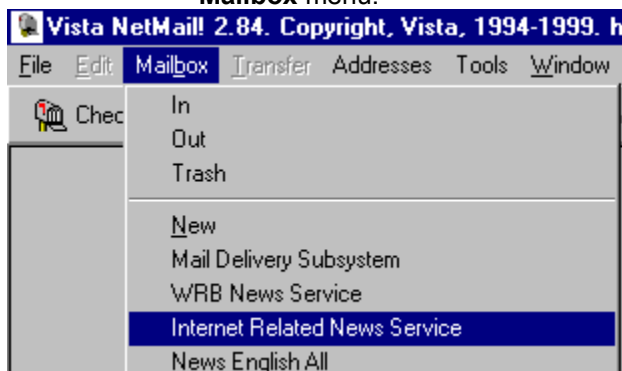 Mailbox menu.
Vista NetMail! 2.84. Copyright, Vista, 1994-1999. h
File Edit Mailbox Transfer Addresses Tools Window
Chec
In
Out
Trash
New
Mail Delivery Subsystem
WRB News Service
Internet Related News Service
News English All